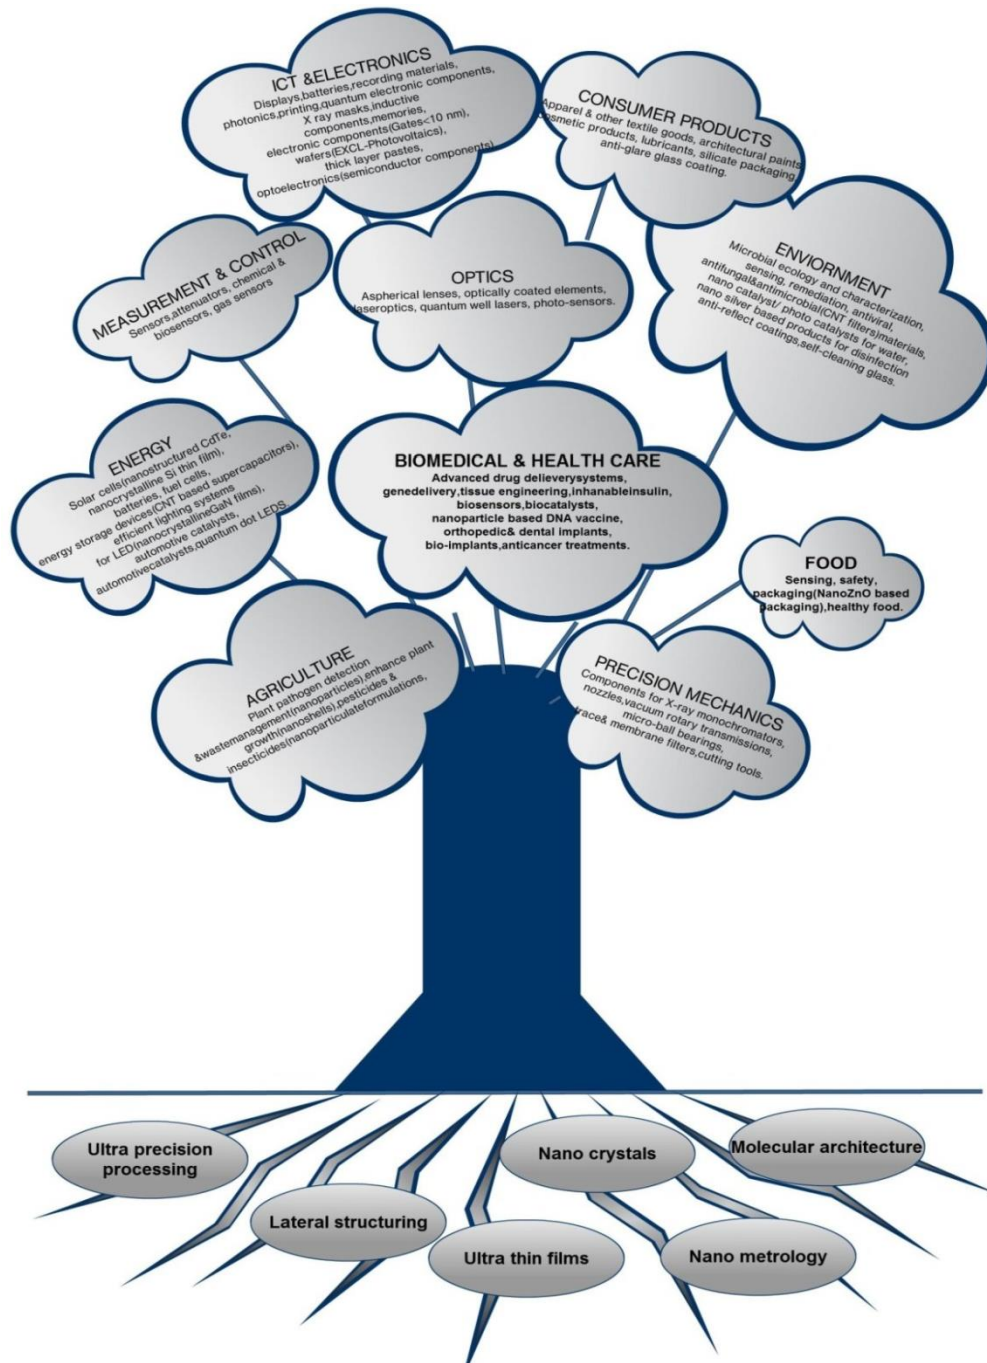 ICT &ELECTRONICS
Displays,batteries,recording materials,
photonics,printing,quantum electronic components,
X ray masks,inductive
components,memories,
electronic components(Gates<10 nm),
wafers(EXCL-Photovoltaics),
thick layer pastes,
optoelectronics(semiconductor components)
CONSUMER PRODUCTS
Apparel & other textile goods, architectural paints
cosmetic products, lubricants, silicate packaging,
anti-glare glass coating.
MEASUREMENT & CONTROL
Sensors,attenuators, chemical &
biosensors, gas sensors
OPTICS
Aspherical lenses, optically coated elements,
laseroptics, quantum well lasers, photo-sensors.
ENVIORNMENT
Microbial ecology and characterization,
sensing, remediation, antiviral,
antifungal&antimicrobial(CNT filters)materials,
nano catalyst/ photo catalysts for water,
nano silver based products for disinfection
anti-reflect coatings,self-cleaning glass.
ENERGY
Solar cells(nanostructured CdTe,
nanocrystalline Si thin film),
batteries, fuel cells,
energy storage devices(CNT based supercapacitors),
efficient lighting systems
for LED(nanocrystallineGaN films),
automotive catalysts,
automotivecatalysts,quantum dot LEDS.
BIOMEDICAL & HEALTH CARE
Advanced drug delieverysystems,
genedelivery,tissue engineering,inhanableinsulin,
biosensors,biocatalysts,
nanoparticle based DNA vaccine,
orthopedic& dental implants,
bio-implants,anticancer treatments.
FOOD
Sensing, safety,
packaging(NanoZnO based
packaging),healthy food.
AGRICULTURE
Plant pathogen detection
&wastemanagement(nanoparticles),enhance plant
growth(nanoshells),pesticides &
insecticides(nanoparticulateformulations,
PRECISION MECHANICS
Components for X-ray monochromators,
nozzles,vacuum rotary transmissions,
micro-ball bearings,
trace& membrane filters,cutting tools.
Ultra precision
processing
Lateral structuring
Ultra thin films
Nano crystals
Nano metrology
Molecular architecture